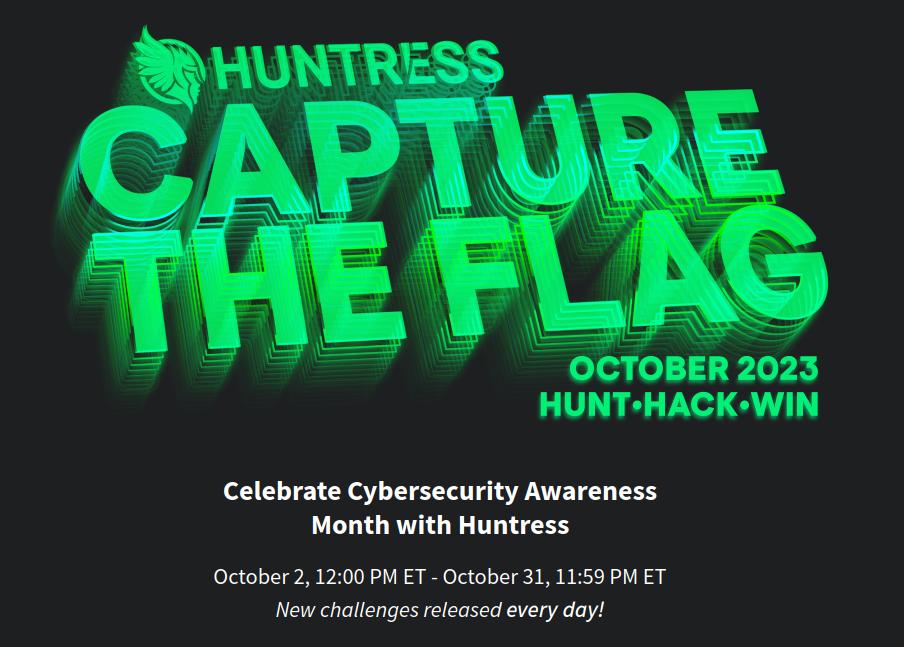 HUNTRESS
CAPTURE
THE FLAG
OCTOBER 2023
HUNT•HACK•WIN
Celebrate Cybersecurity Awareness
Month with Huntress
October 2, 12:00 PM ET - October 31, 11:59 PM ET
New challenges released every day!